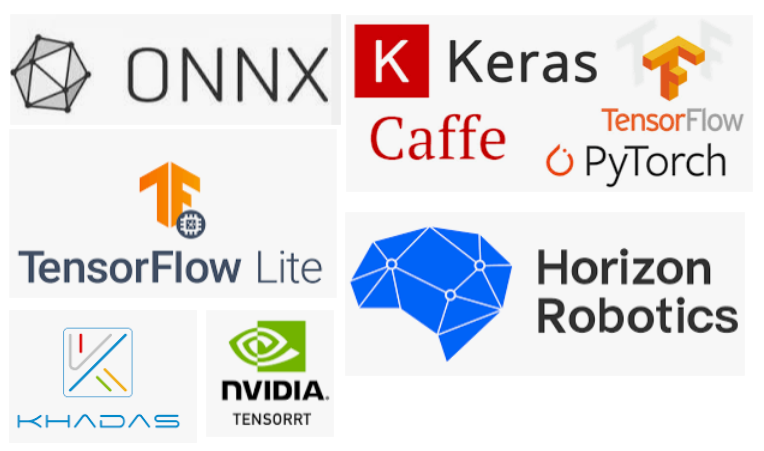 ONNX
K Keras
TensorFlow
Caffe
PyTorch
TensorFlow Lite
Horizon
Robotics
KHADAS
NVIDIA.
TENSORRT